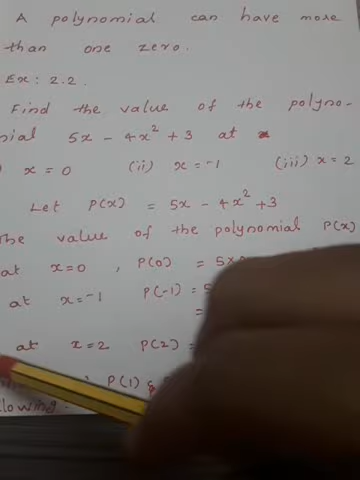 A polynomial can have more
than one zero.
Ex: 2.2.
Find the value of the polyno-
mial 5x - 4x² + 3 at
x = 0 (ii) x = -1 (iii) x = 2
Let P(x) = 5x - 4x² + 3
The value of the polynomial P(x)
at x=0, P(0) = 5x
at x=-1 P(-1) = 5
=
at x=2 P(2) =
P(1) &